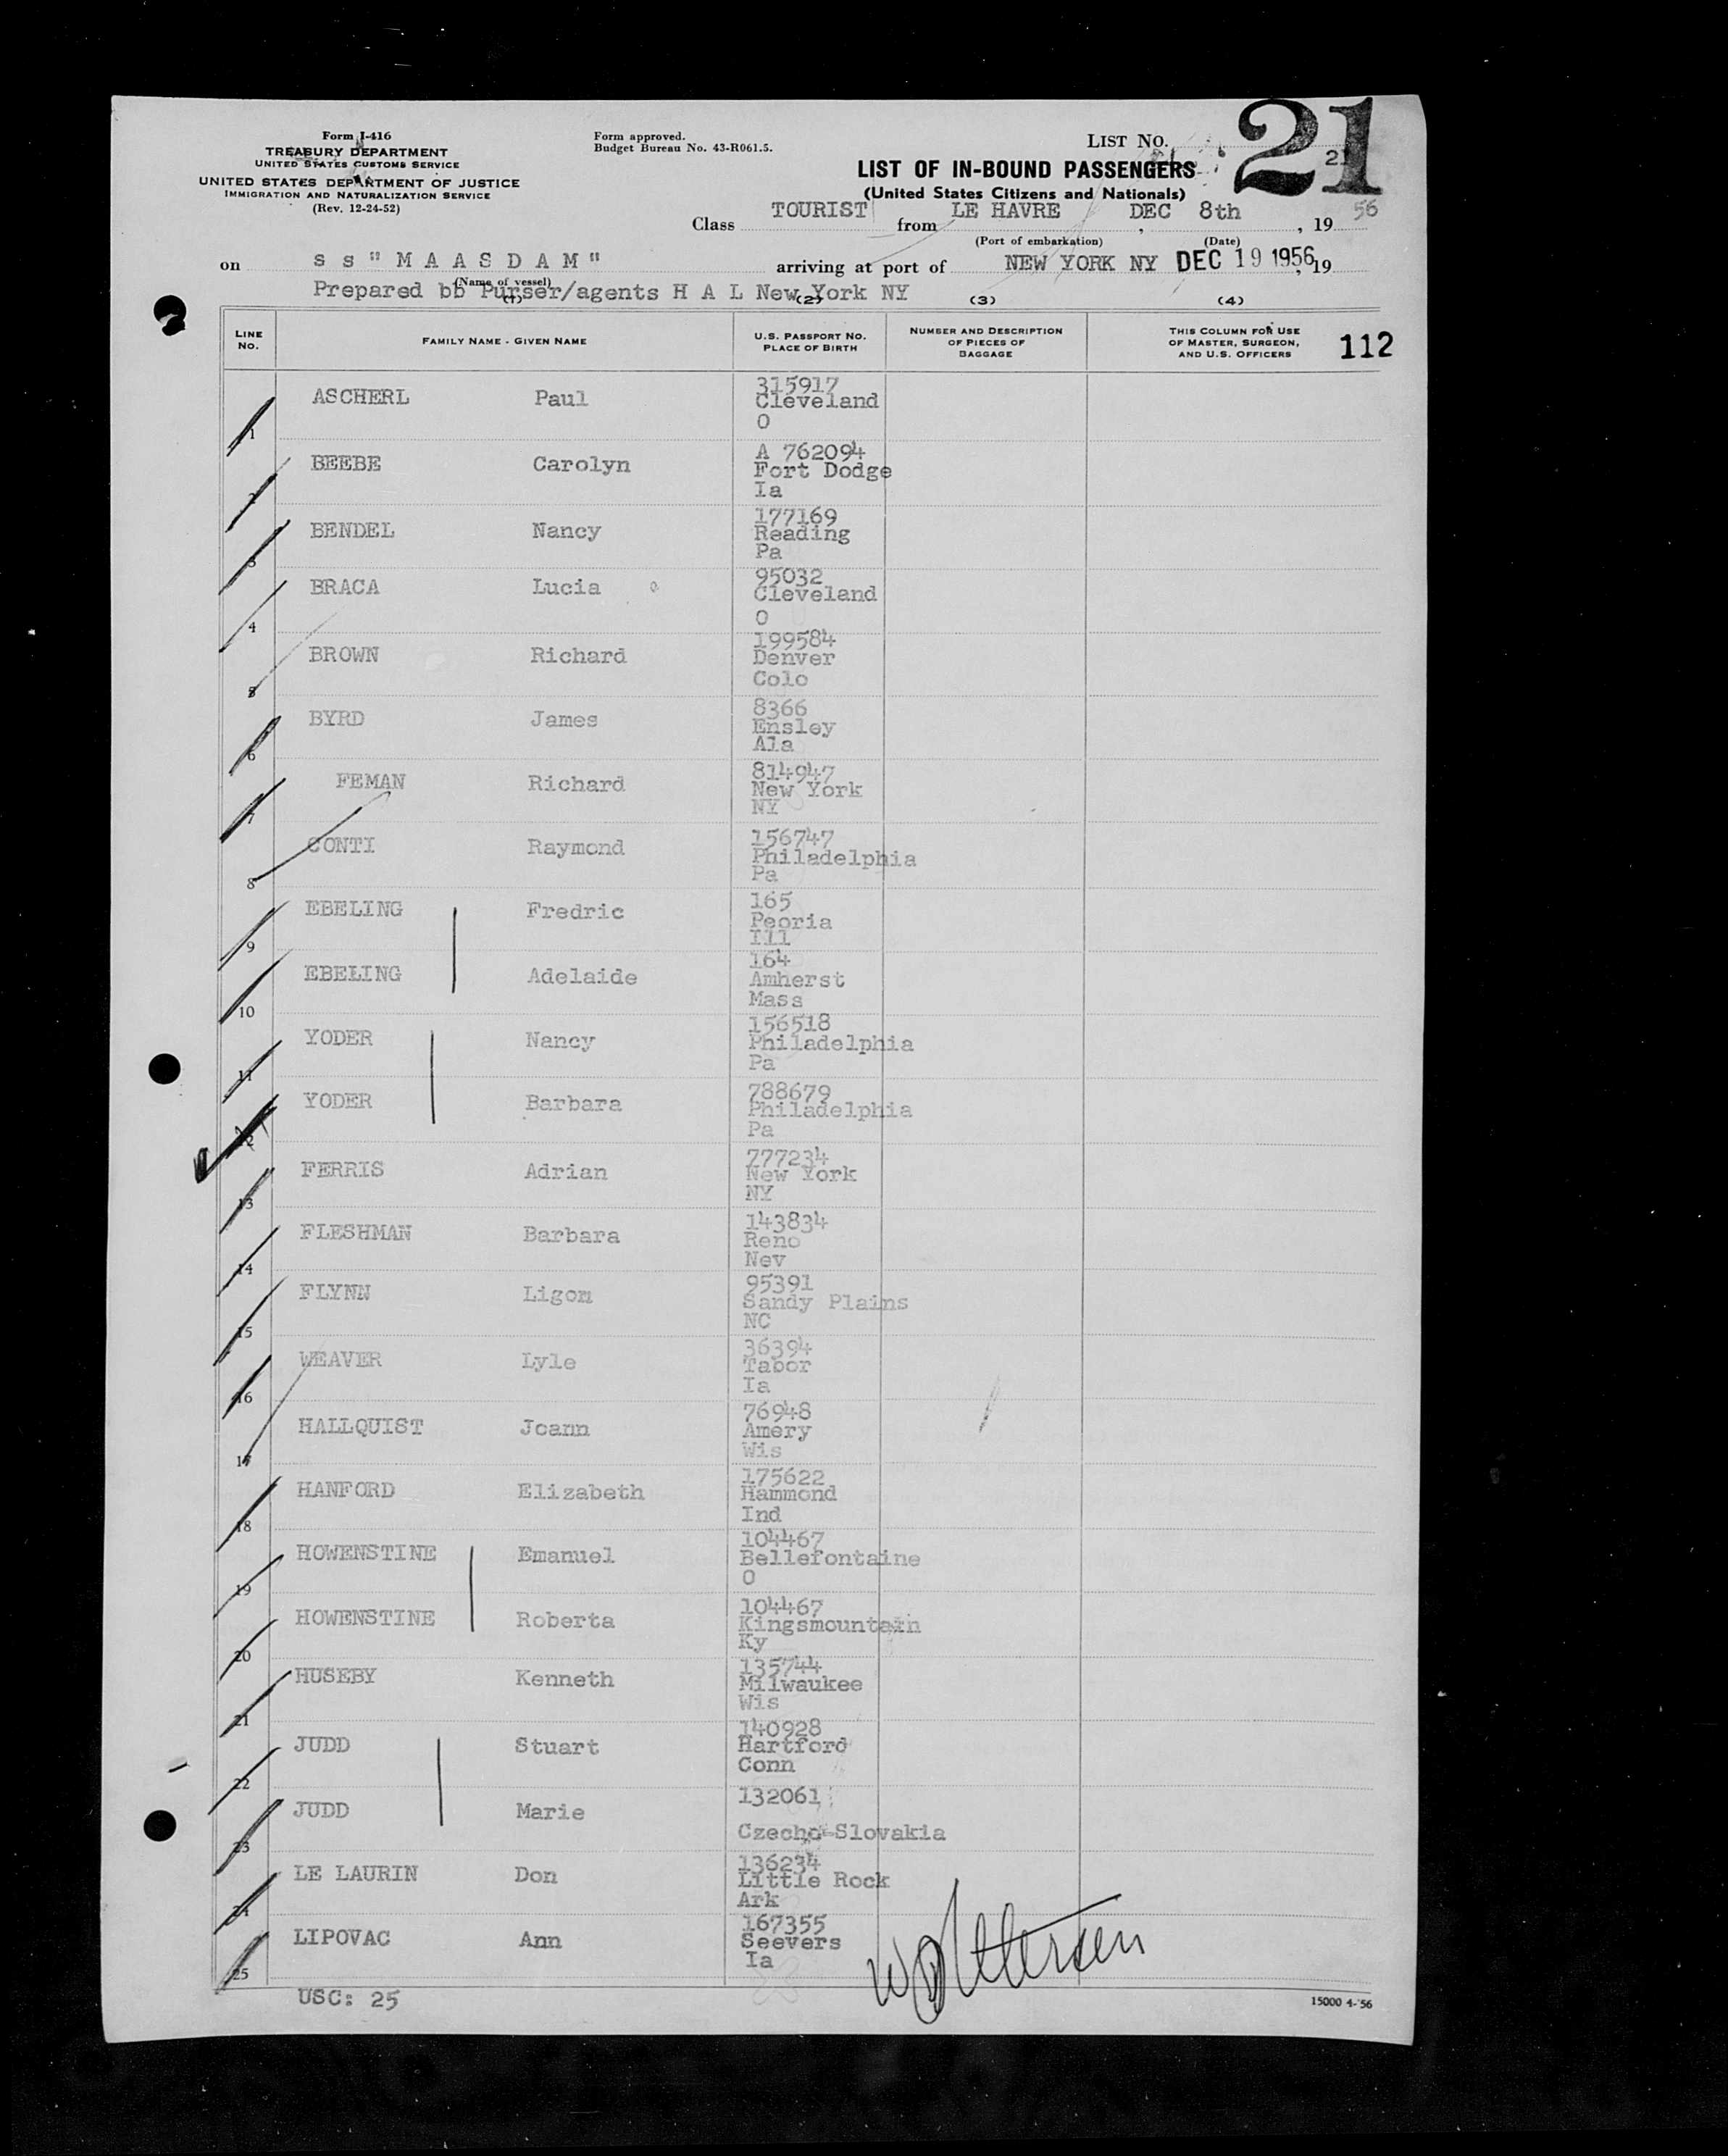 Form I-416
TREASURY DEPARTMENT
UNITED STATES CUSTOMS SERVICE
UNITED STATES DEPARTMENT OF JUSTICE
IMMIGRATION AND NATURALIZATION SERVICE
(Rev. 12-24-52)
Form approved.
Budget Bureau No. 43-R061.5.
LIST NO. 21
21
LIST OF IN-BOUND PASSENGERS
(United States Citizens and Nationals)
Class TOURIST from LE HAVRE, DEC 8th, 19 56
(Port of embarkation) (Date)
on s s "M A A S D A M" arriving at port of NEW YORK NY DEC 19 1956, 19
(Name of vessel)
Prepared bb Purser/agents H A L New York NY
(1) (2) (3) (4)
LINE NO. FAMILY NAME - GIVEN NAME U.S. PASSPORT NO. PLACE OF BIRTH NUMBER AND DESCRIPTION OF PIECES OF BAGGAGE THIS COLUMN FOR USE OF MASTER, SURGEON, AND U.S. OFFICERS 112
1 ASCHERL Paul 315917
Cleveland
O
2 BEEBE Carolyn A 762094
Fort Dodge
Ia
3 BENDEL Nancy 177169
Reading
Pa
4 BRACA Lucia 95032
Cleveland
O
5 BROWN Richard 199584
Denver
Colo
6 BYRD James 8366
Ensley
Ala
7 FEMAN Richard 814947
New York
NY
8 CONTI Raymond 156747
Philadelphia
Pa
9 EBELING Fredric 165
Peoria
Ill
10 EBELING Adelaide 164
Amherst
Mass
11 YODER Nancy 156518
Philadelphia
Pa
12 YODER Barbara 788679
Philadelphia
Pa
13 FERRIS Adrian 777234
New York
NY
14 FLESHMAN Barbara 143834
Reno
Nev
15 FLYNN Ligon 95391
Sandy Plains
NC
16 WEAVER Lyle 36394
Tabor
Ia
17 HALLQUIST Joann 76948
Amery
Wis
18 HANFORD Elizabeth 175622
Hammond
Ind
19 HOWENSTINE Emanuel 104467
Bellefontaine
O
20 HOWENSTINE Roberta 104467
Kingsmountain
Ky
21 HUSEBY Kenneth 135744
Milwaukee
Wis
22 JUDD Stuart 140928
Hartford
Conn
23 JUDD Marie 132061
Czecho-Slovakia
24 LE LAURIN Don 136234
Little Rock
Ark
25 LIPOVAC Ann 167355
Seevers
Ia
USC: 25
15000 4-'56